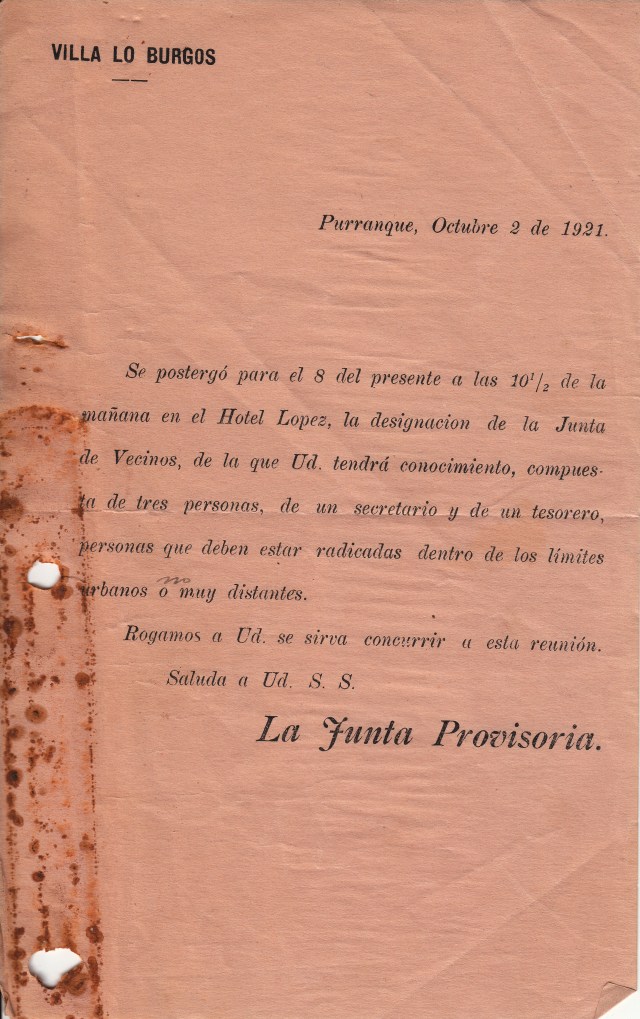 VILLA LO BURGOS
Purranque, Octubre 2 de 1921.
Se postergó para el 8 del presente a las 10 1/2 de la
mañana en el Hotel Lopez, la designacion de la Junta
de Vecinos, de la que Ud. tendrá conocimiento, compues-
ta de tres personas, de un secretario y de un tesorero,
personas que deben estar radicadas dentro de los límites
urbanos o no muy distantes.
Rogamos a Ud. se sirva concurrir a esta reunión.
Saluda a Ud. S. S.
La Junta Provisoria.